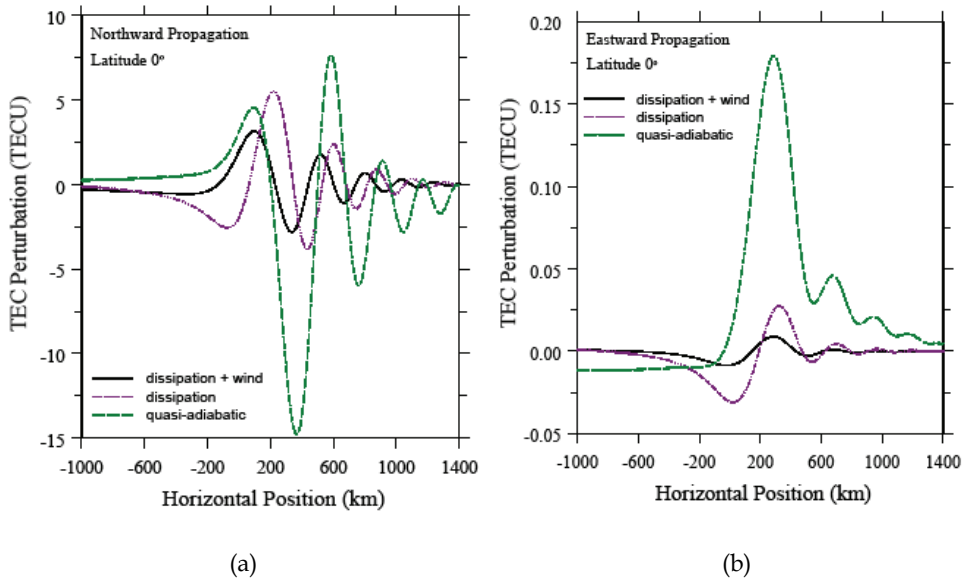 10
5
0
-5
-10
-15
TEC Perturbation (TECU)
Northward Propagation
Latitude 0º
dissipation + wind
dissipation
quasi-adiabatic
-1000 -600 -200 200 600 1000 1400
Horizontal Position (km)
(a)
0.20
0.15
0.10
0.05
0.00
-0.05
TEC Perturbation (TECU)
Eastward Propagation
Latitude 0º
dissipation + wind
dissipation
quasi-adiabatic
-1000 -600 -200 200 600 1000 1400
Horizontal Position (km)
(b)